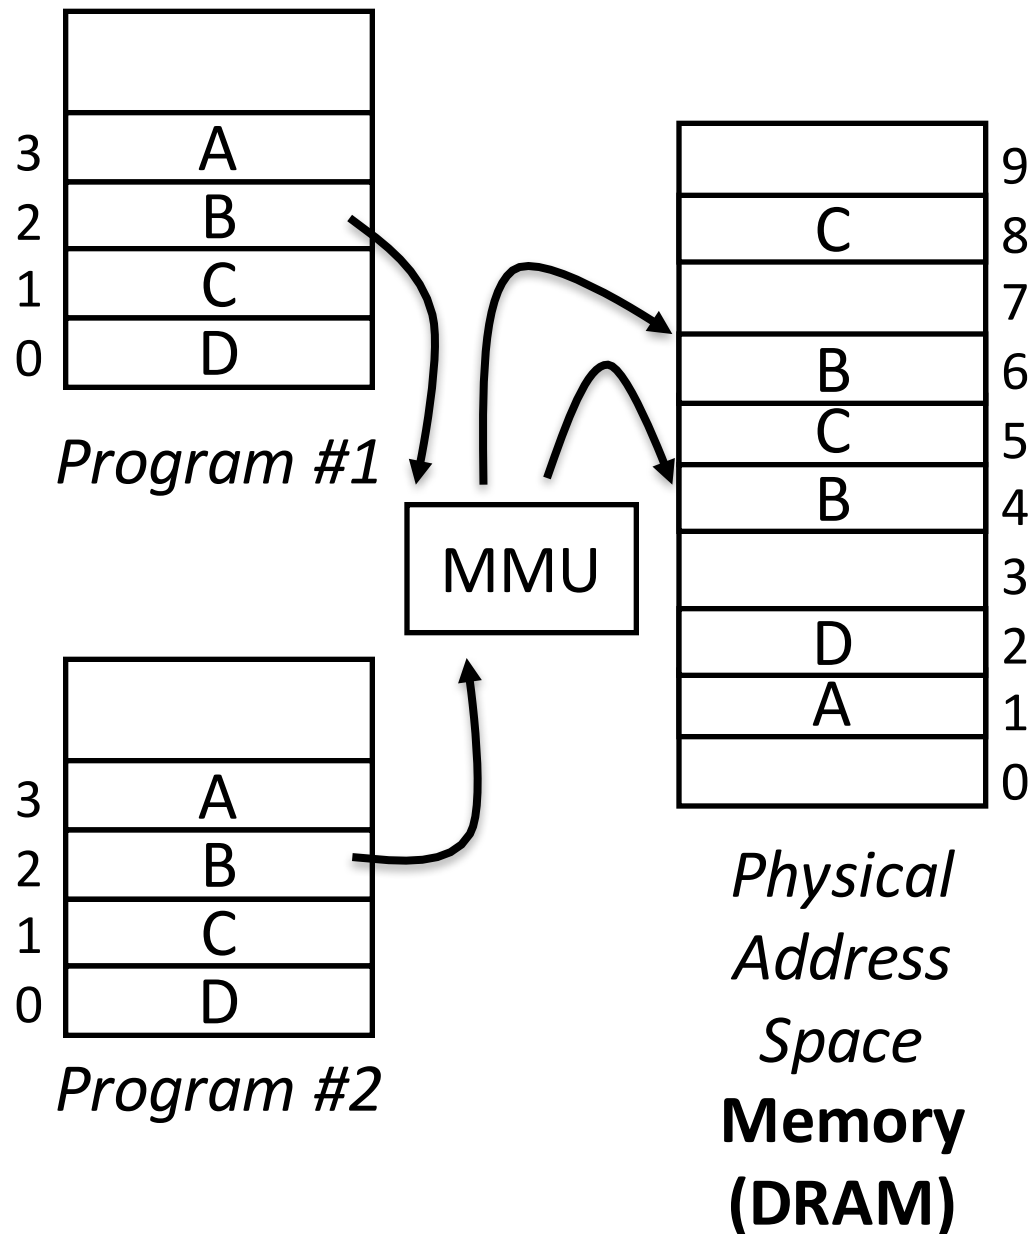 3 A
2 B
1 C
0 D
Program #1
MMU
3 A
2 B
1 C
0 D
Program #2
9
C 8
7
B 6
C 5
B 4
3
D 2
A 1
0
Physical
Address
Space
Memory
(DRAM)